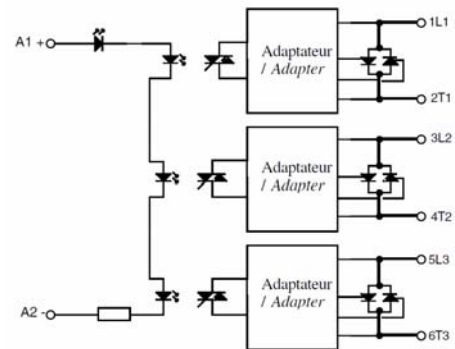 A1 +
Adaptateur
/ Adapter
1L1
2T1
Adaptateur
/ Adapter
3L2
4T2
Adaptateur
/ Adapter
5L3
6T3
A2 -